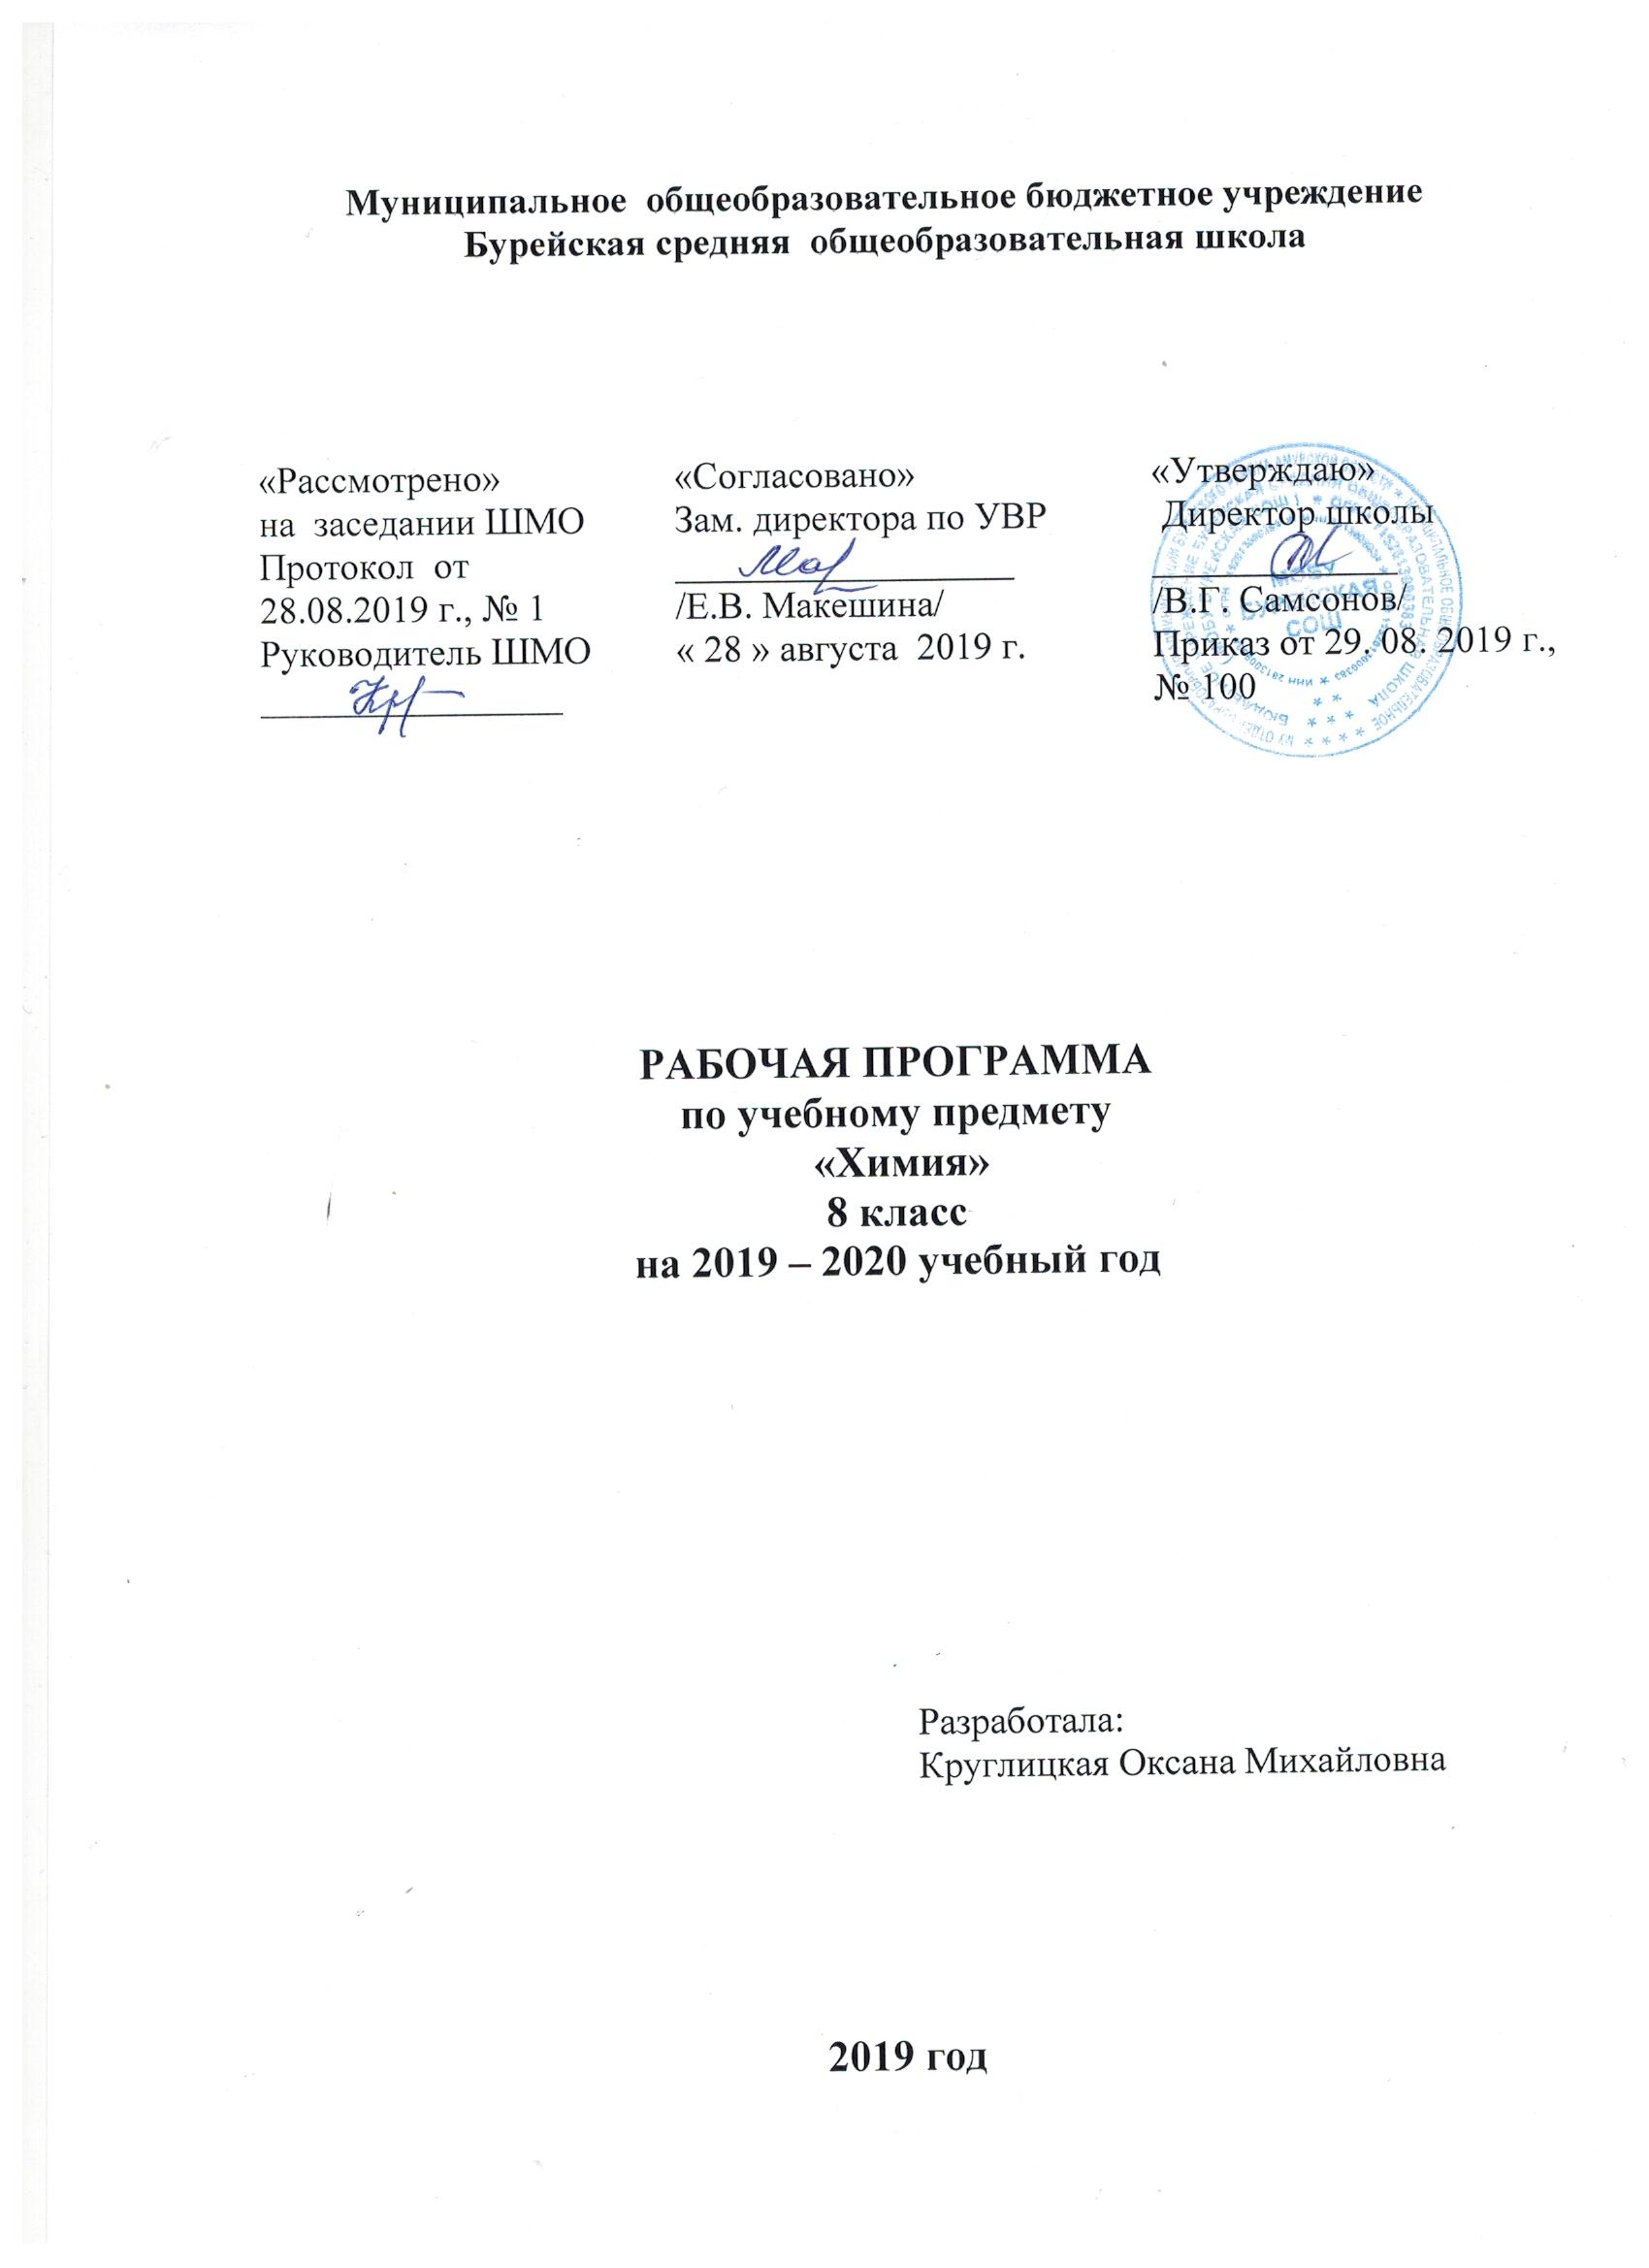 Муниципальное общеобразовательное бюджетное учреждение
Бурейская средняя общеобразовательная школа
«Рассмотрено»
на заседании ШМО
Протокол от
28.08.2019 г., № 1
Руководитель ШМО
«Согласовано»
Зам. директора по УВР
/Е.В. Макешина/
« 28 » августа 2019 г.
«Утверждаю»
Директор школы
/В.Г. Самсонов/
Приказ от 29. 08. 2019 г.,
№ 100
МОБУ
БУРЕЙСКАЯ
СОШ
РАБОЧАЯ ПРОГРАММА
по учебному предмету
«Химия»
8 класс
на 2019 – 2020 учебный год
Разработала:
Круглицкая Оксана Михайловна
2019 год